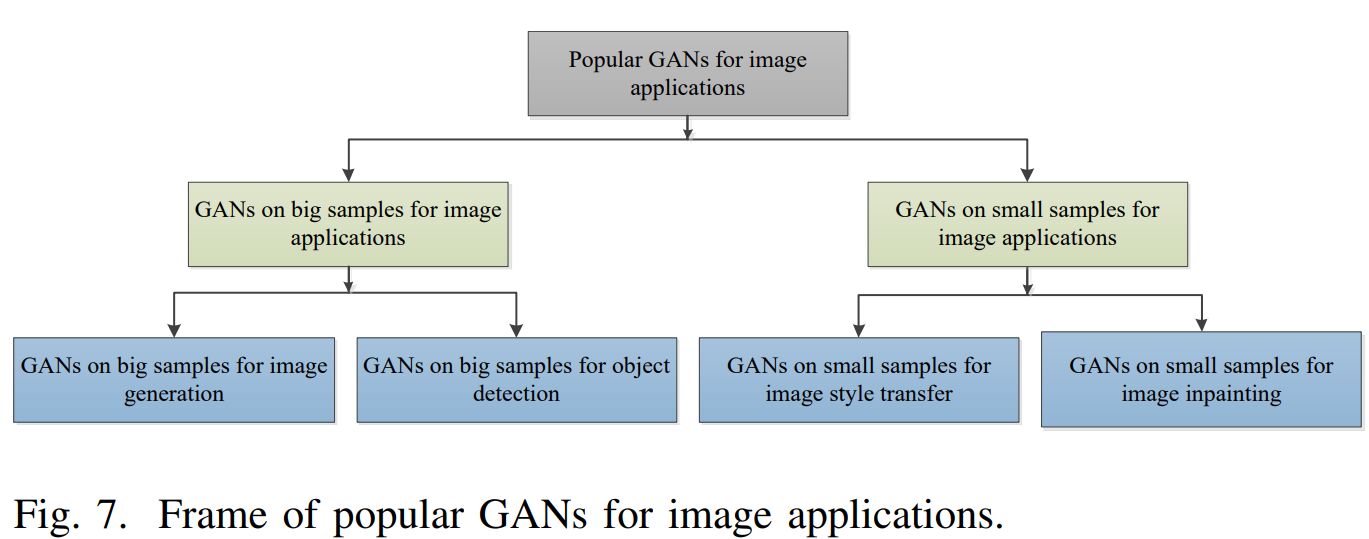 Popular GANs for image
applications
GANs on big samples for image
applications
GANs on small samples for
image applications
GANs on big samples for image
generation
GANs on big samples for object
detection
GANs on small samples for
image style transfer
GANs on small samples for
image inpainting
Fig. 7. Frame of popular GANs for image applications.